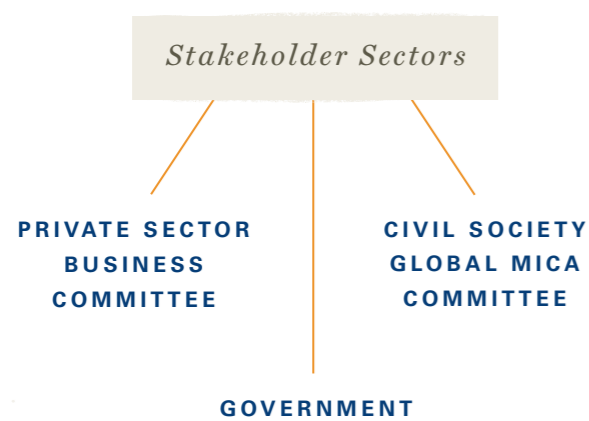 Stakeholder Sectors
PRIVATE SECTOR
BUSINESS
COMMITTEE
CIVIL SOCIETY
GLOBAL MICA
COMMITTEE
GOVERNMENT